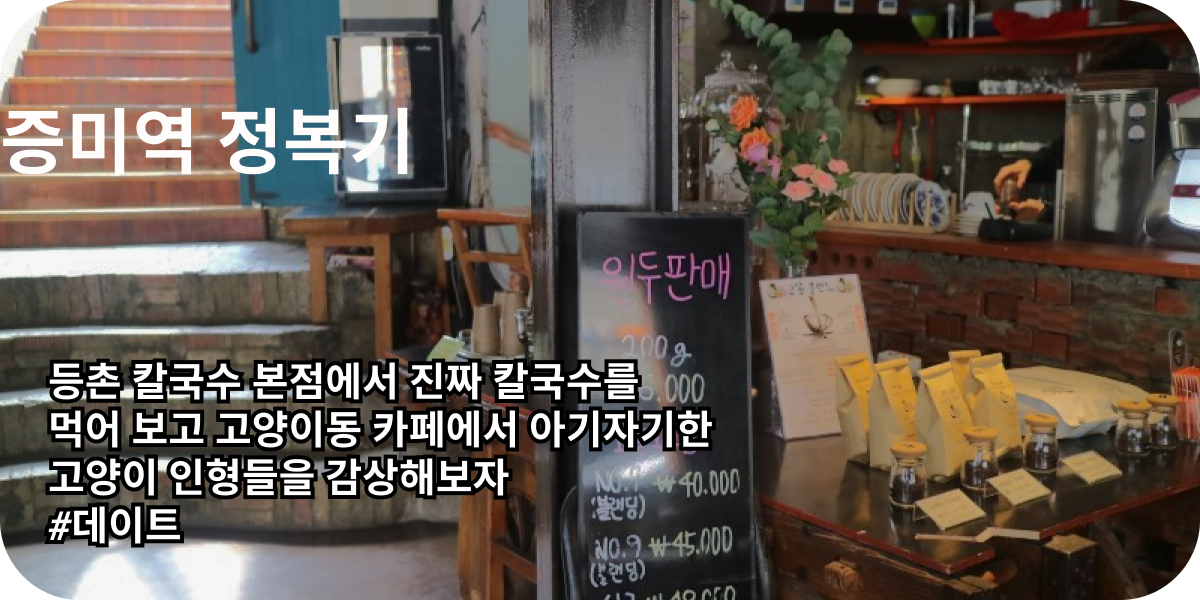 증미역 정복기
원두판매
200g
등촌 칼국수 본점에서 진짜 칼국수를
먹어 보고 고양이동 카페에서 아기자기한
고양이 인형들을 감상해보자
#데이트
NO.1 ₩40.000
(블렌딩)
NO.9 ₩45.000
(블렌딩)